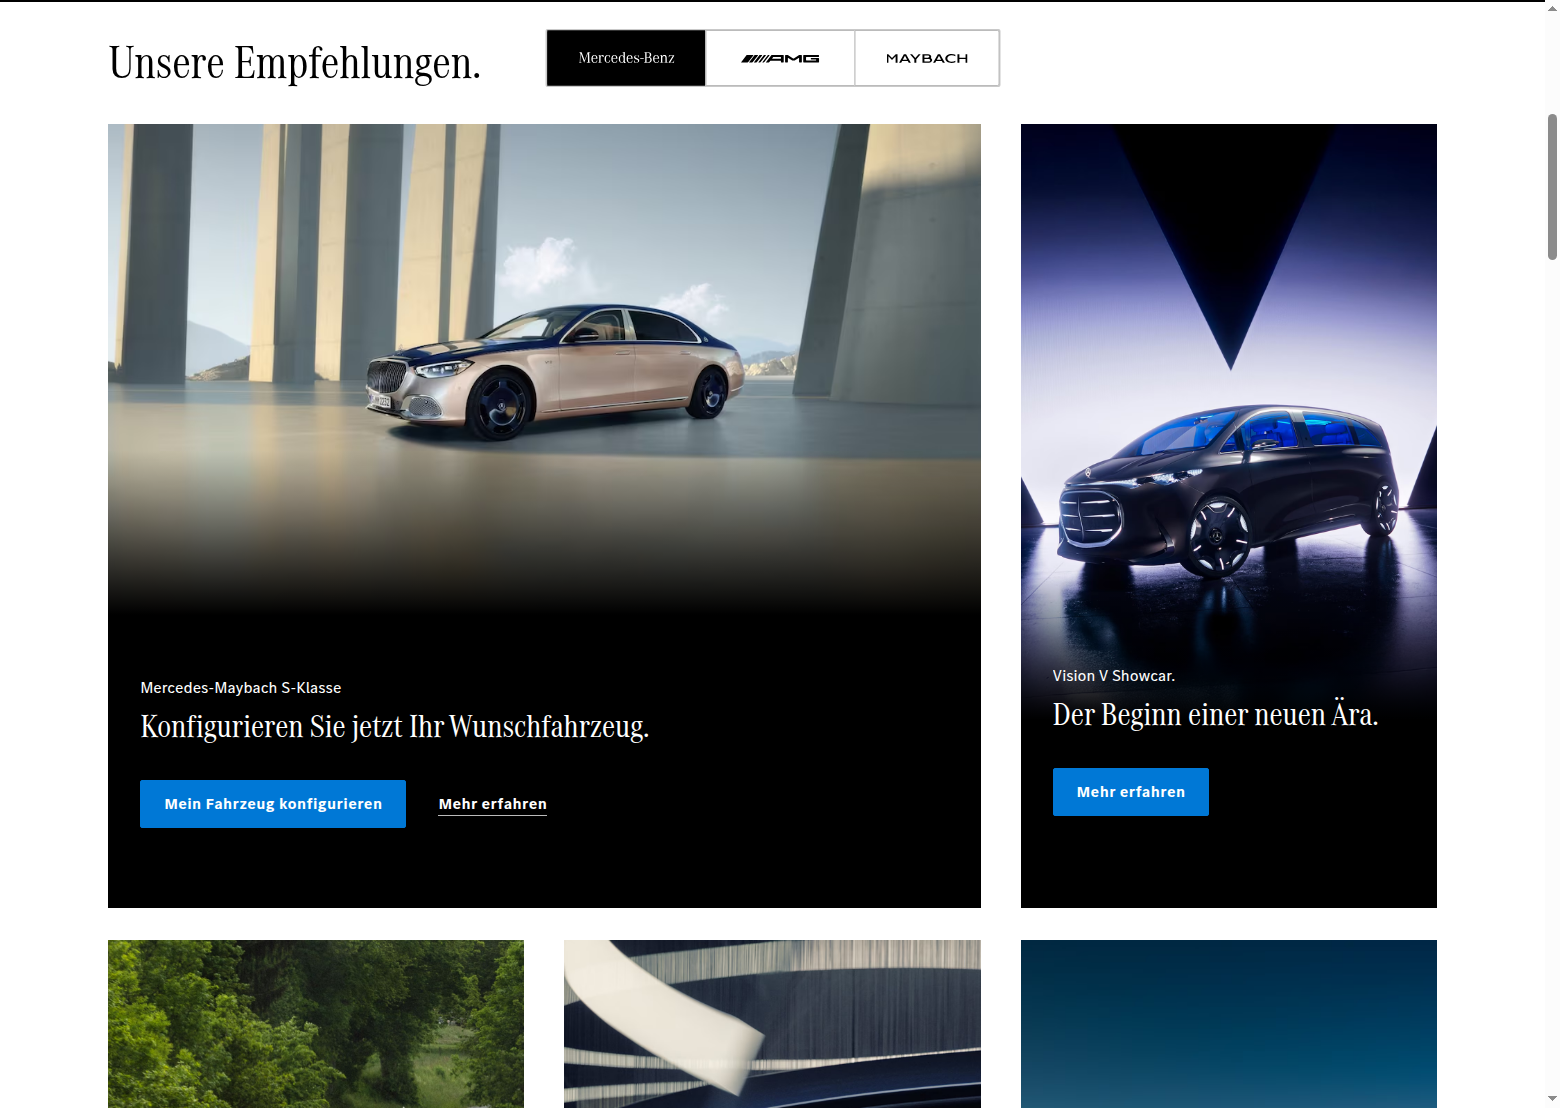 Unsere Empfehlungen.
Mercedes-Benz
AMG
MAYBACH
Mercedes-Maybach S-Klasse
Konfigurieren Sie jetzt Ihr Wunschfahrzeug.
Mein Fahrzeug konfigurieren
Mehr erfahren
Vision V Showcar.
Der Beginn einer neuen Ära.
Mehr erfahren